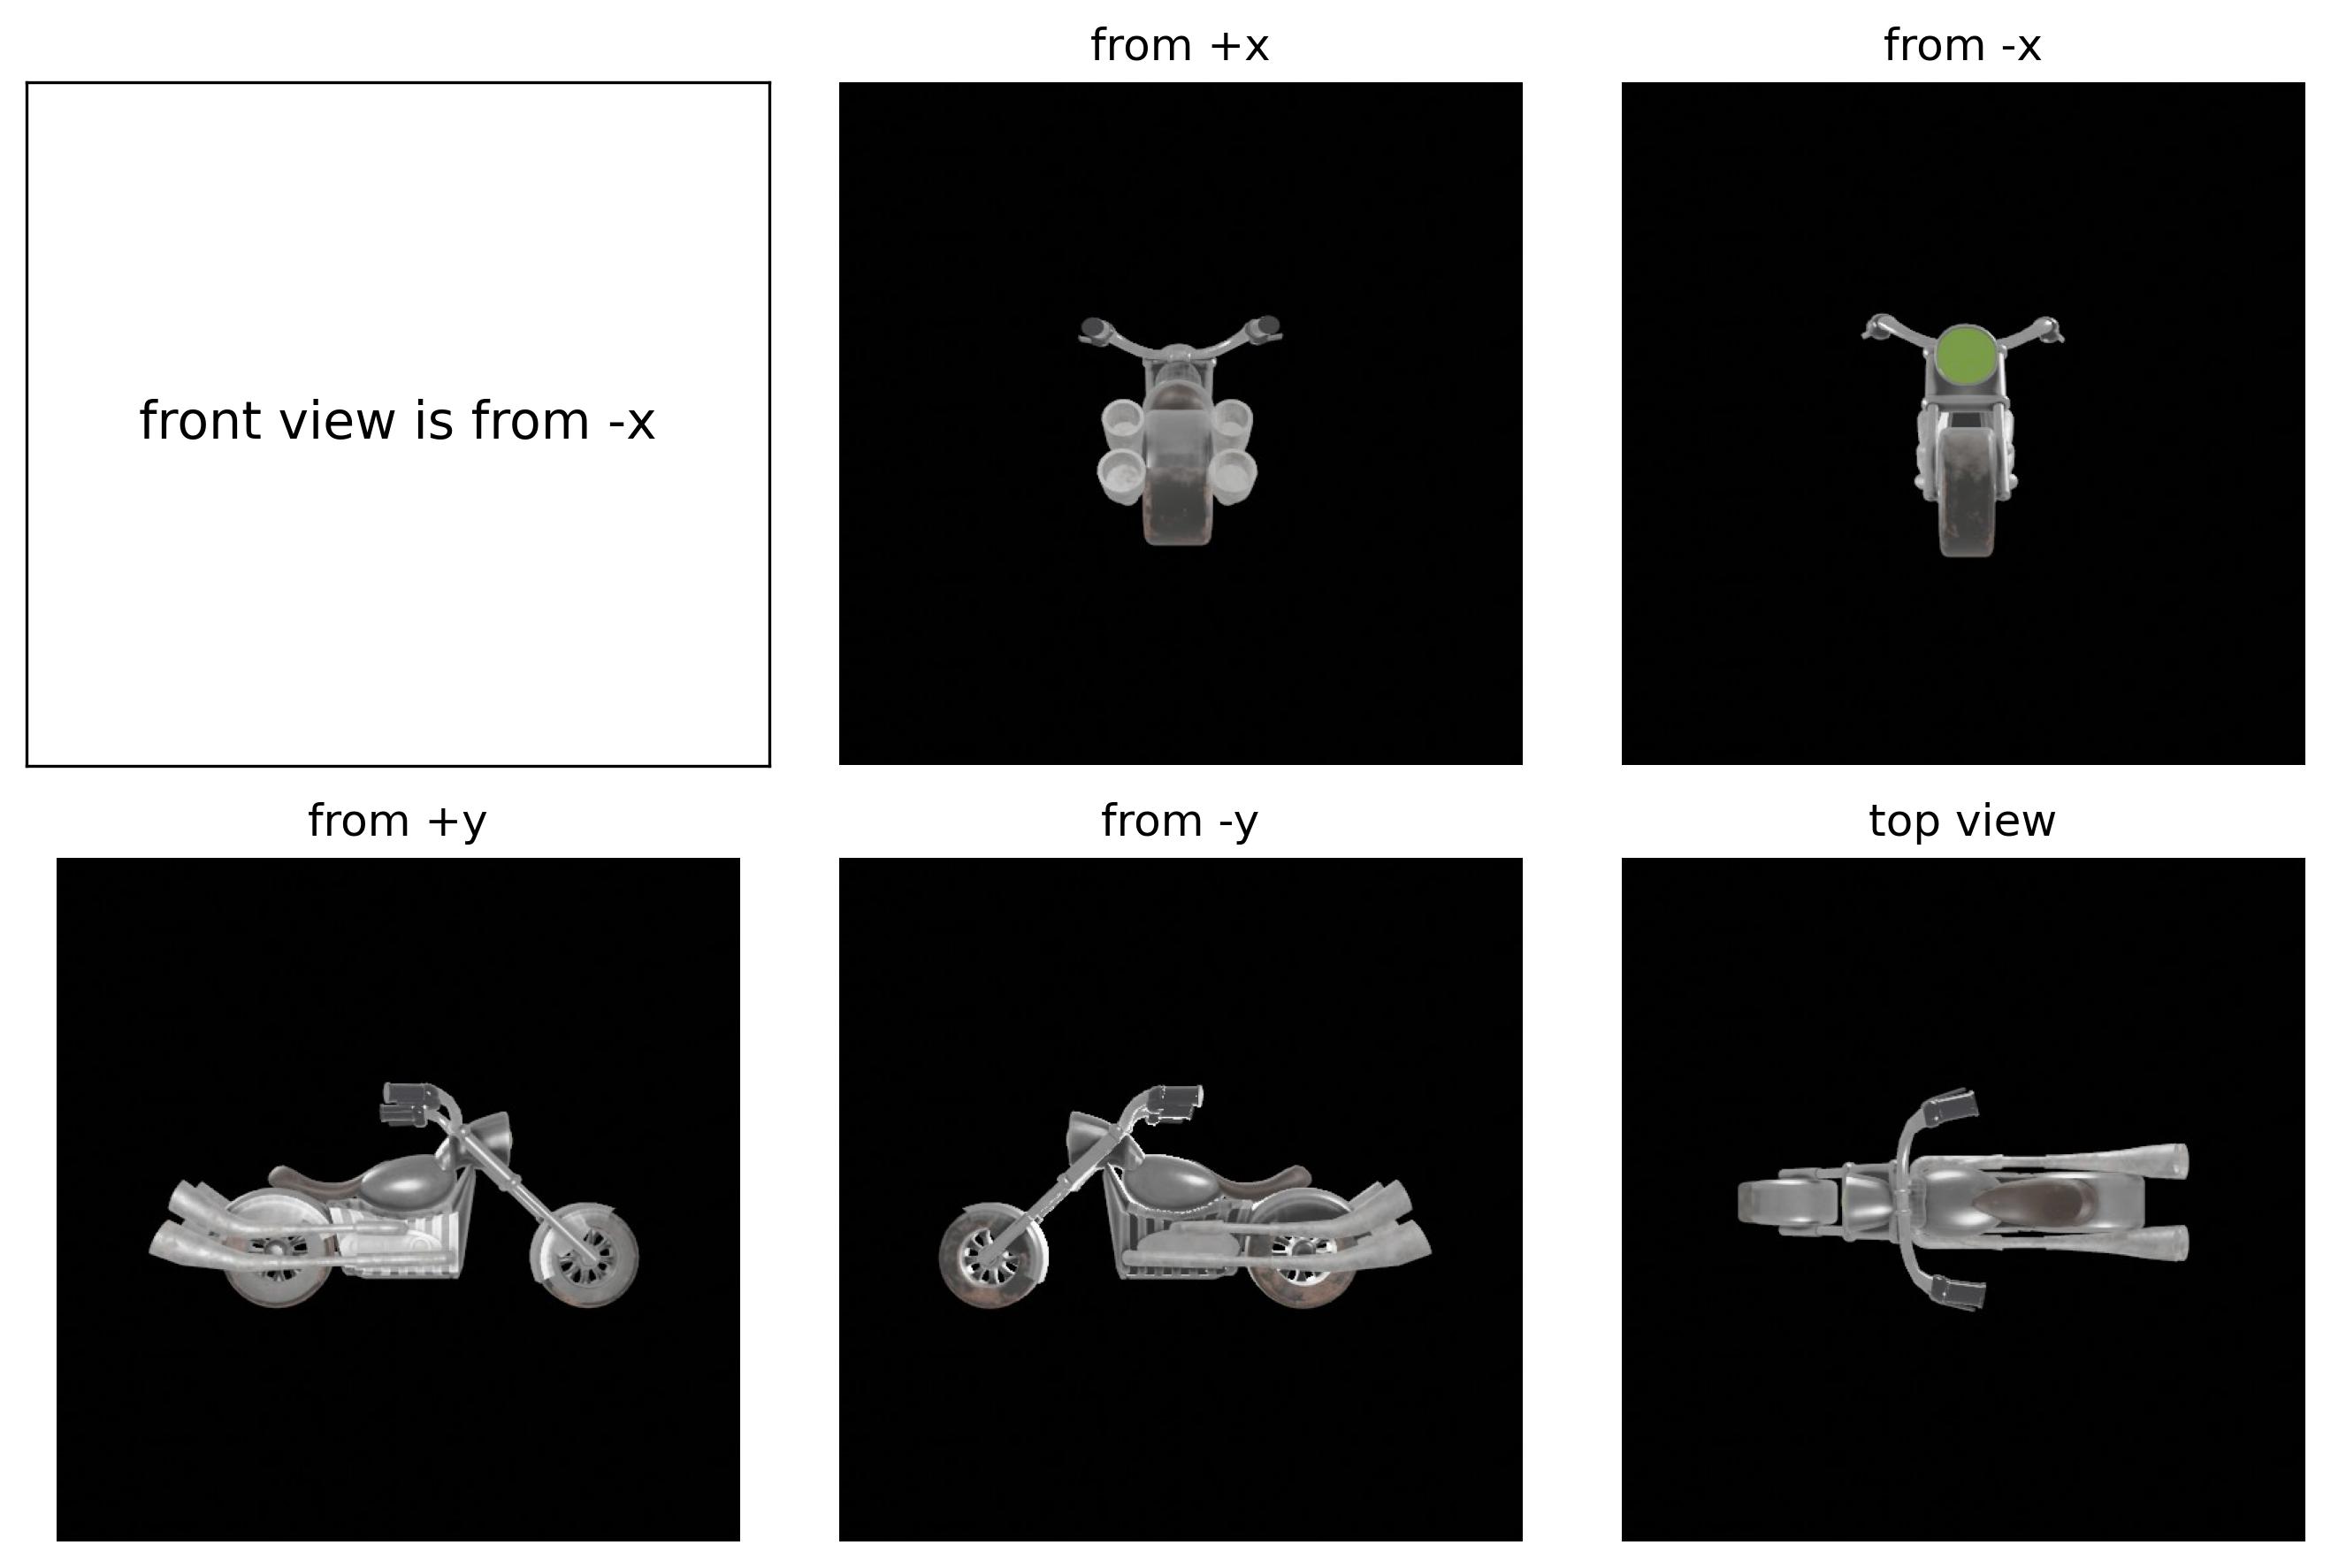 from +x
from -x
front view is from -x
from +y
from -y
top view